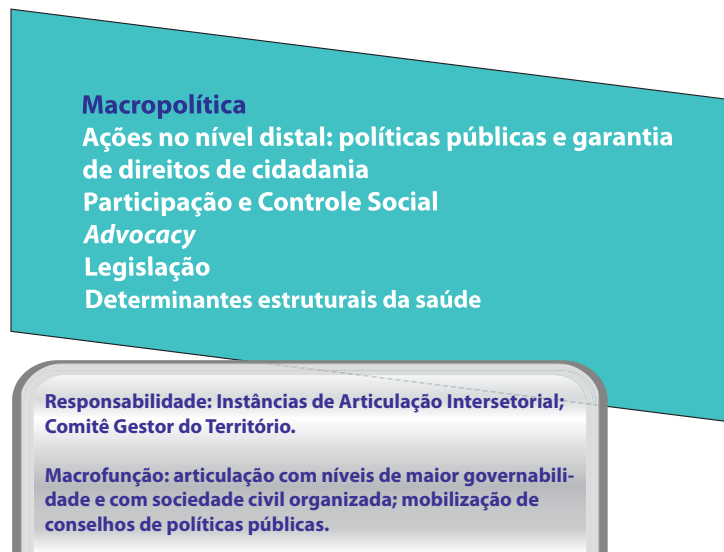 Macropolítica
Ações no nível distal: políticas públicas e garantia
de direitos de cidadania
Participação e Controle Social
Advocacy
Legislação
Determinantes estruturais da saúde
Responsabilidade: Instâncias de Articulação Intersetorial;
Comitê Gestor do Território.
Macrofunção: articulação com níveis de maior governabili-
dade e com sociedade civil organizada; mobilização de
conselhos de políticas públicas.